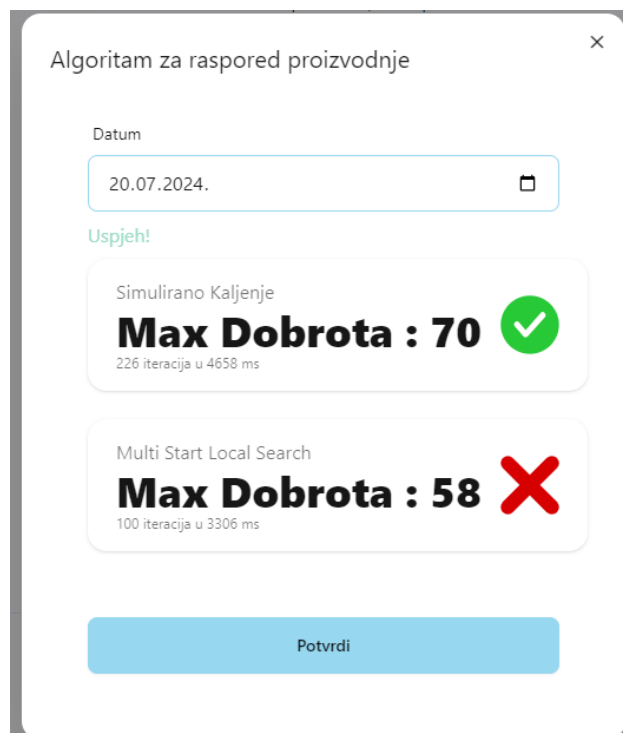 Algoritam za raspored proizvodnje
Datum
20.07.2024.
Uspjeh!
Simulirano Kaljenje
Max Dobrota : 70
226 iteracija u 4658 ms
Multi Start Local Search
Max Dobrota : 58
100 iteracija u 3306 ms
Potvrdi